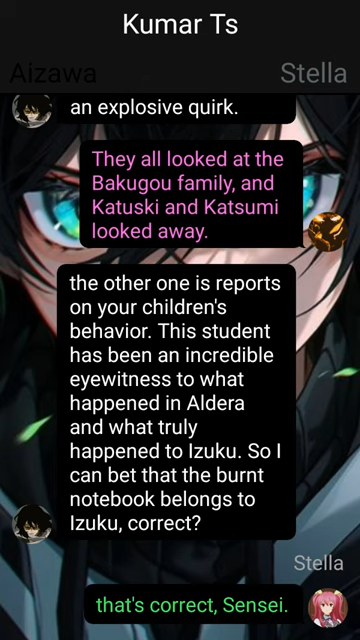 Kumar Ts
Aizawa
Stella
an explosive quirk.
They all looked at the
Bakugou family, and
Katuski and Katsumi
looked away.
the other one is reports
on your children's
behavior. This student
has been an incredible
eyewitness to what
happened in Aldera
and what truly
happened to Izuku. So I
can bet that the burnt
notebook belongs to
Izuku, correct?
Stella
that's correct, Sensei.